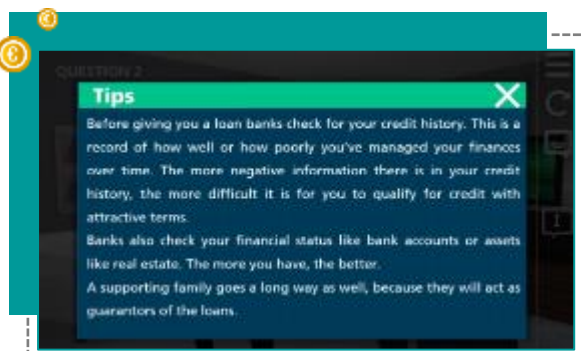 QUESTION 2
Tips
Before giving you a loan banks check for your credit history. This is a
record of how well or how poorly you've managed your finances
over time. The more negative information there is in your credit
history, the more difficult it is for you to qualify for credit with
attractive terms.
Banks also check your financial status like bank accounts or assets
like real estate. The more you have, the better.
A supporting family goes a long way as well, because they will act as
guarantors of the loans.